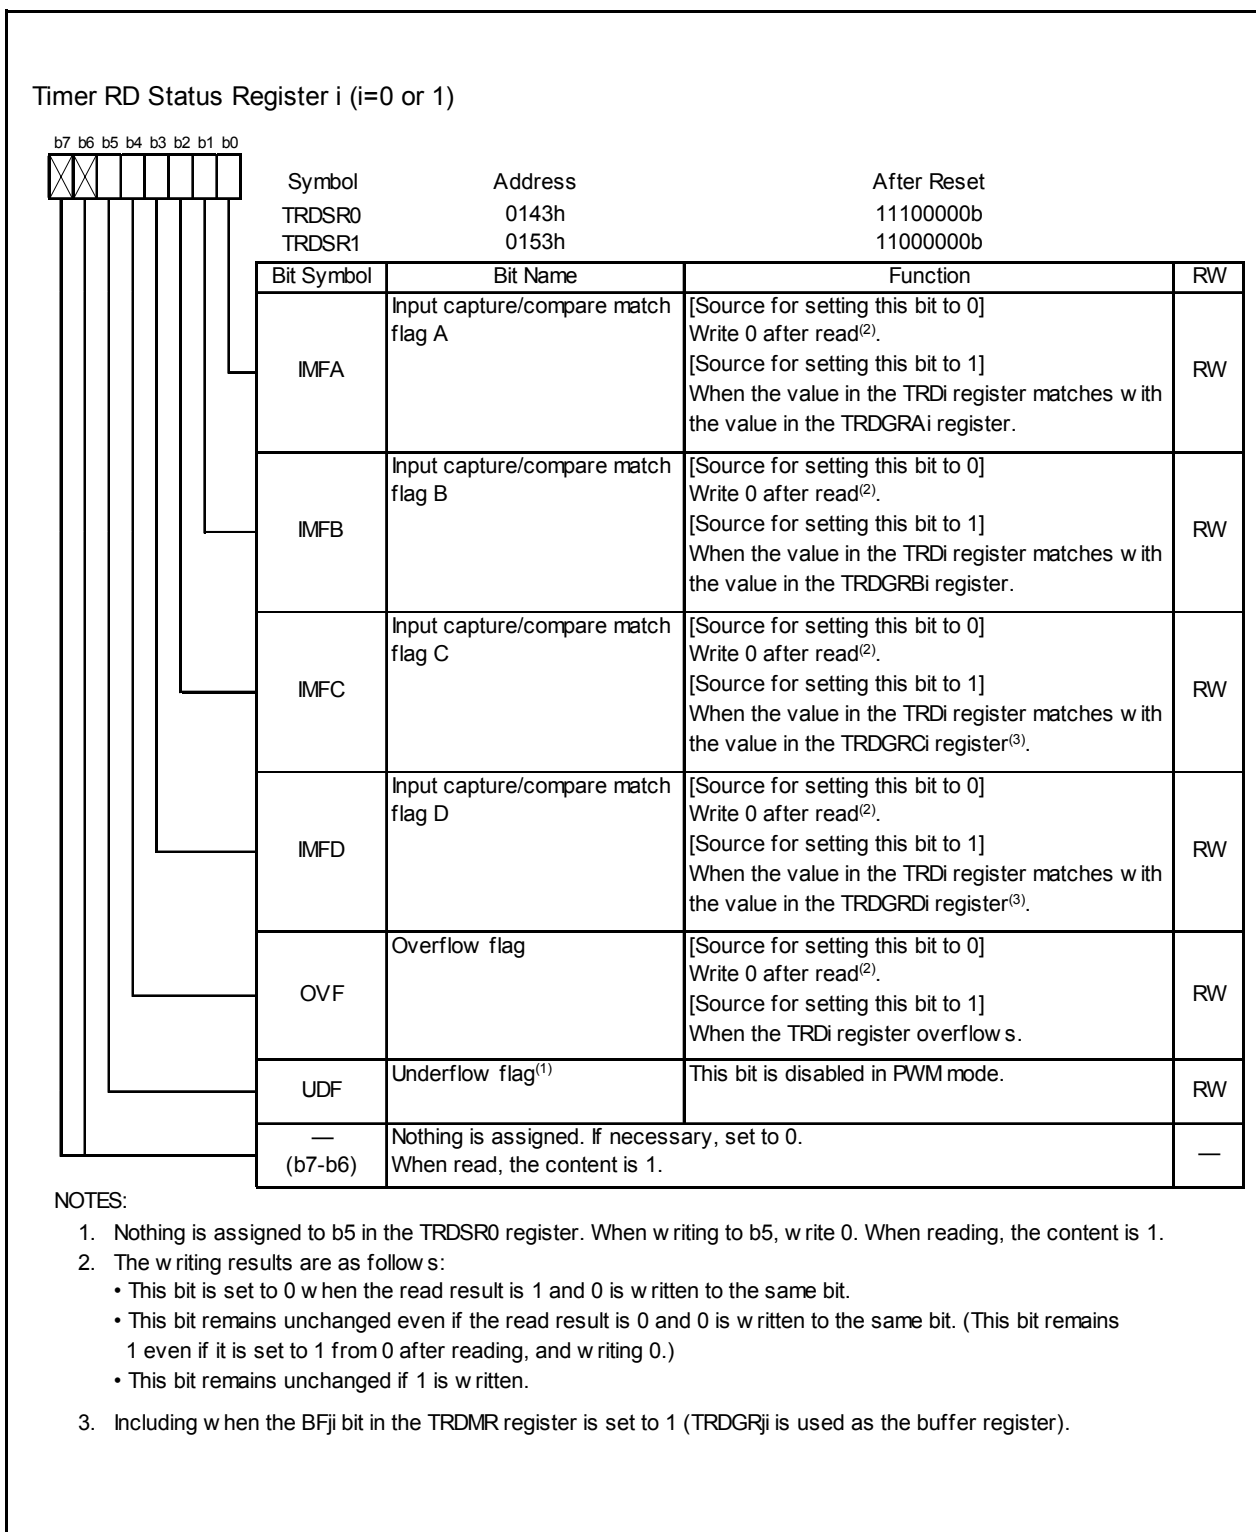 Timer RD Status Register i (i=0 or 1)
b7 b6 b5 b4 b3 b2 b1 b0
Symbol Address After Reset
TRDSR0 0143h 11100000b
TRDSR1 0153h 11000000b
Bit Symbol Bit Name Function RW
IMFA
Input capture/compare match
flag A
[Source for setting this bit to 0]
Write 0 after read(2).
[Source for setting this bit to 1]
When the value in the TRDi register matches with
the value in the TRDGRAi register.
RW
IMFB
Input capture/compare match
flag B
[Source for setting this bit to 0]
Write 0 after read(2).
[Source for setting this bit to 1]
When the value in the TRDi register matches with
the value in the TRDGRBi register.
RW
IMFC
Input capture/compare match
flag C
[Source for setting this bit to 0]
Write 0 after read(2).
[Source for setting this bit to 1]
When the value in the TRDi register matches with
the value in the TRDGRCi register(3).
RW
IMFD
Input capture/compare match
flag D
[Source for setting this bit to 0]
Write 0 after read(2).
[Source for setting this bit to 1]
When the value in the TRDi register matches with
the value in the TRDGRDi register(3).
RW
OVF
Overflow flag
[Source for setting this bit to 0]
Write 0 after read(2).
[Source for setting this bit to 1]
When the TRDi register overflows.
RW
UDF
Underflow flag(1)
This bit is disabled in PWM mode.
RW
—
(b7-b6)
Nothing is assigned. If necessary, set to 0.
When read, the content is 1.
—
NOTES:
1. Nothing is assigned to b5 in the TRDSR0 register. When writing to b5, write 0. When reading, the content is 1.
2. The writing results are as follows:
• This bit is set to 0 when the read result is 1 and 0 is written to the same bit.
• This bit remains unchanged even if the read result is 0 and 0 is written to the same bit. (This bit remains
1 even if it is set to 1 from 0 after reading, and writing 0.)
• This bit remains unchanged if 1 is written.
3. Including when the BFji bit in the TRDMR register is set to 1 (TRDGRji is used as the buffer register).